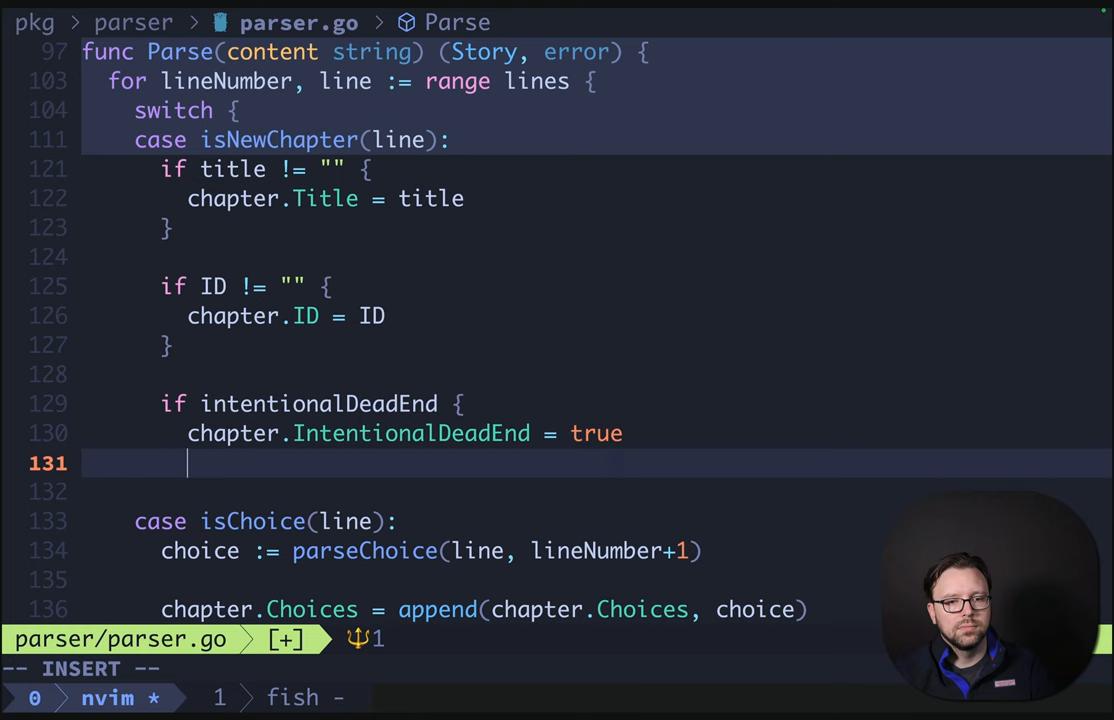 pkg > parser > parser.go > Parse
97 func Parse(content string) (Story, error) {
103 for lineNumber, line := range lines {
104 switch {
111 case isNewChapter(line):
121 if title != "" {
122 chapter.Title = title
123 }
124
125 if ID != "" {
126 chapter.ID = ID
127 }
128
129 if intentionalDeadEnd {
130 chapter.IntentionalDeadEnd = true
131
132
133 case isChoice(line):
134 choice := parseChoice(line, lineNumber+1)
135
136 chapter.Choices = append(chapter.Choices, choice)
parser/parser.go [+] 🔱1
-- INSERT --
0 nvim * 1 fish -